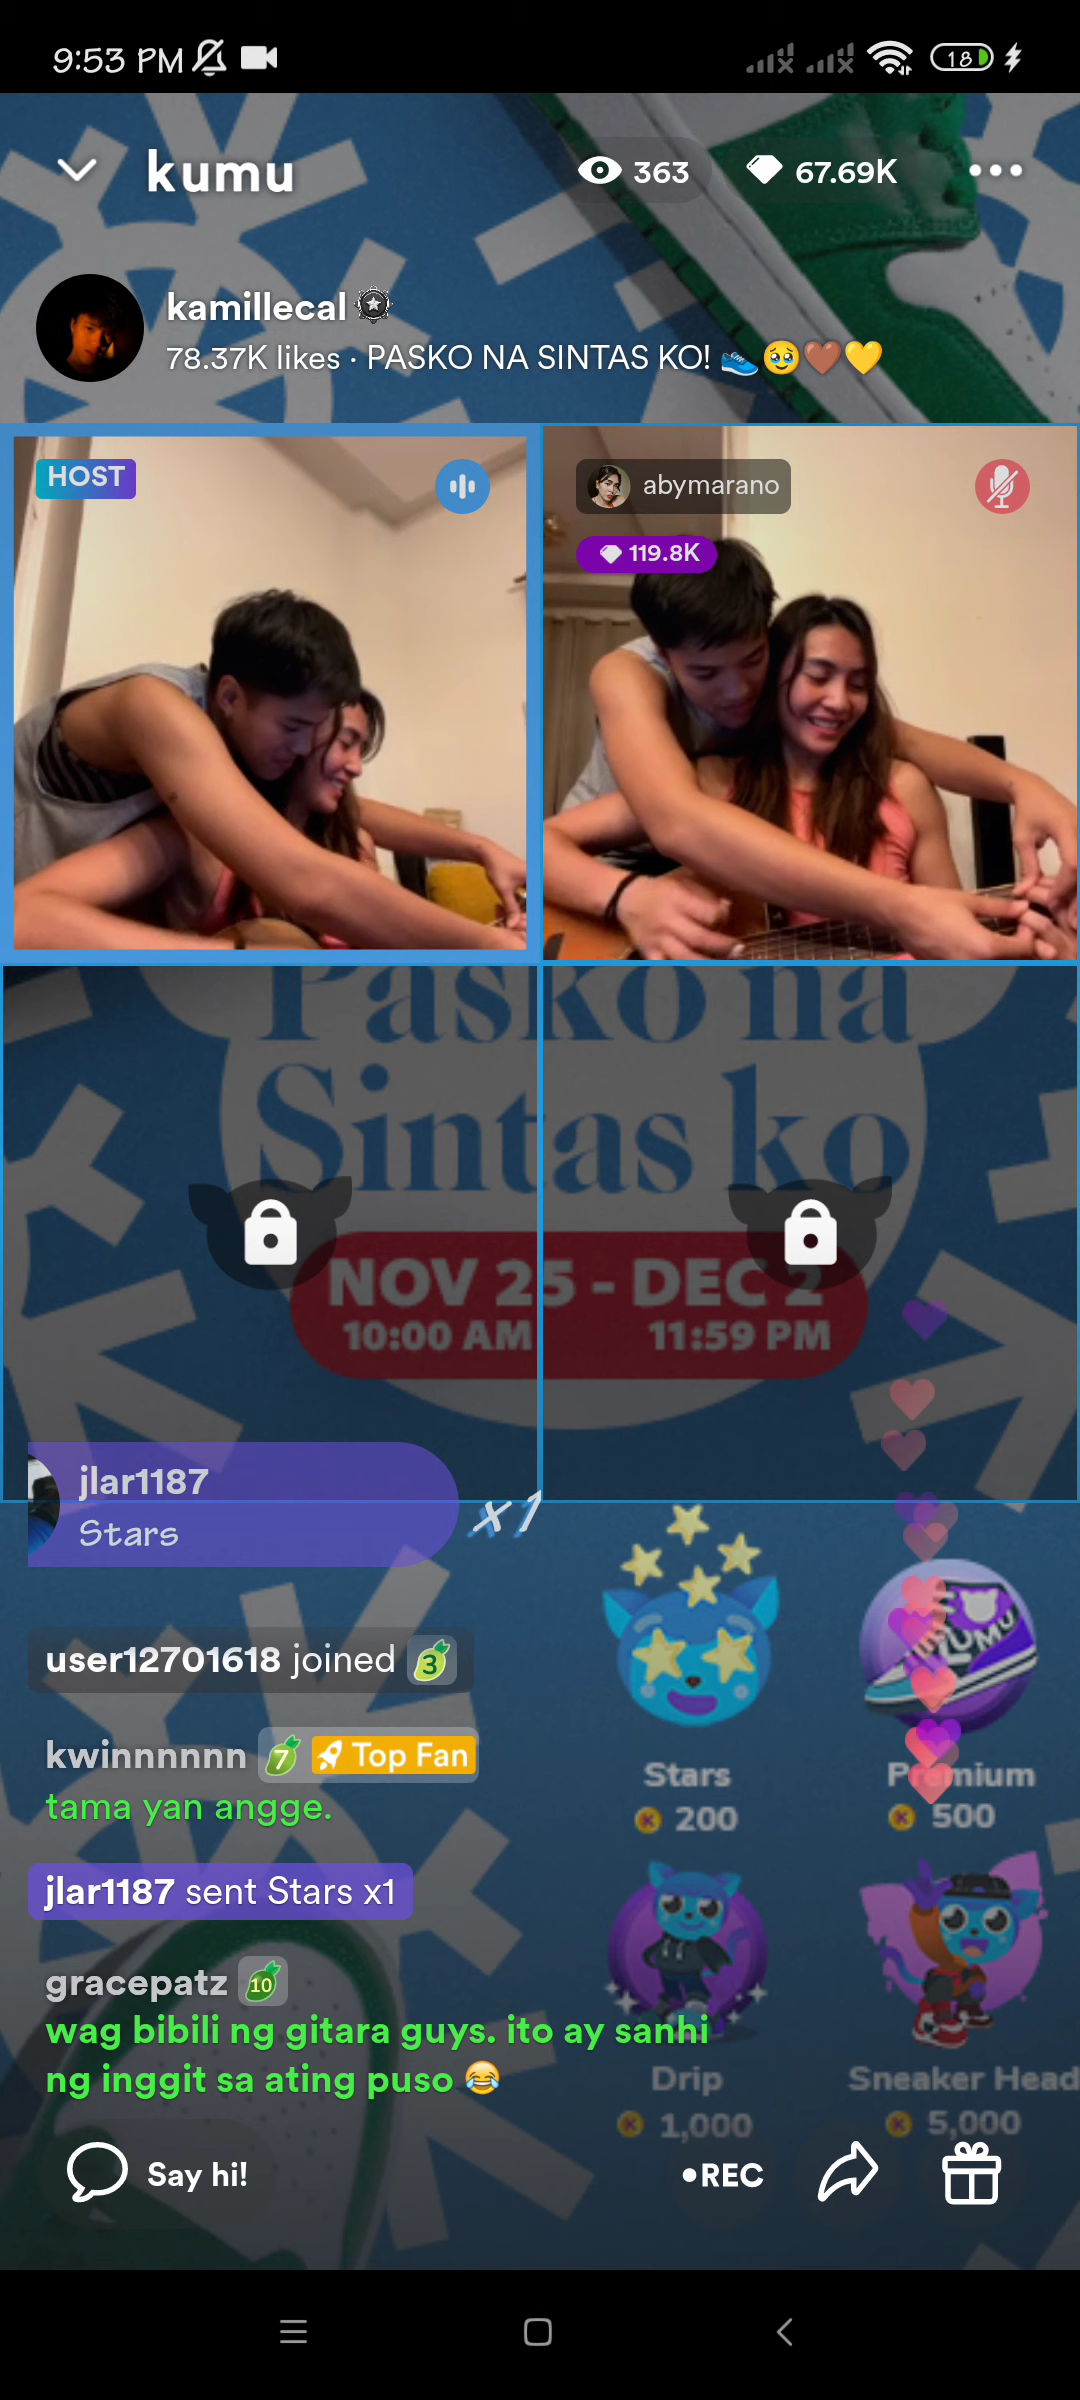 9:53 PM
18
kumu
363
67.69K
kamillecal
78.37K likes · PASKO NA SINTAS KO! 👟🥹🤎💛
HOST
abymarano
119.8K
Pasko na
Sintas ko
NOV 25 - DEC 2
10:00 AM 11:59 PM
jlar1187
Stars
x1
user12701618 joined 3
kwinnnnnn 7 Top Fan
tama yan angge.
jlar1187 sent Stars x1
gracepatz 10
wag bibili ng gitara guys. ito ay sanhi
ng inggit sa ating puso 😂
KUMU
Stars
200
Premium
500
Drip
1,000
Sneaker Head
5,000
Say hi!
•REC